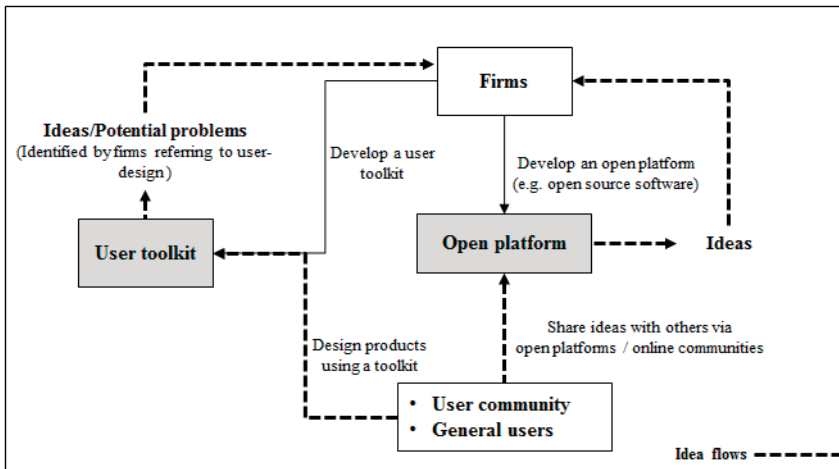 Firms
Ideas/Potential problems
(Identified by firms referring to user-
design)
Develop a user
toolkit
Develop an open platform
(e.g. open source software)
User toolkit
Open platform
Ideas
Share ideas with others via
open platforms / online communities
Design products
using a toolkit
• User community
• General users
Idea flows